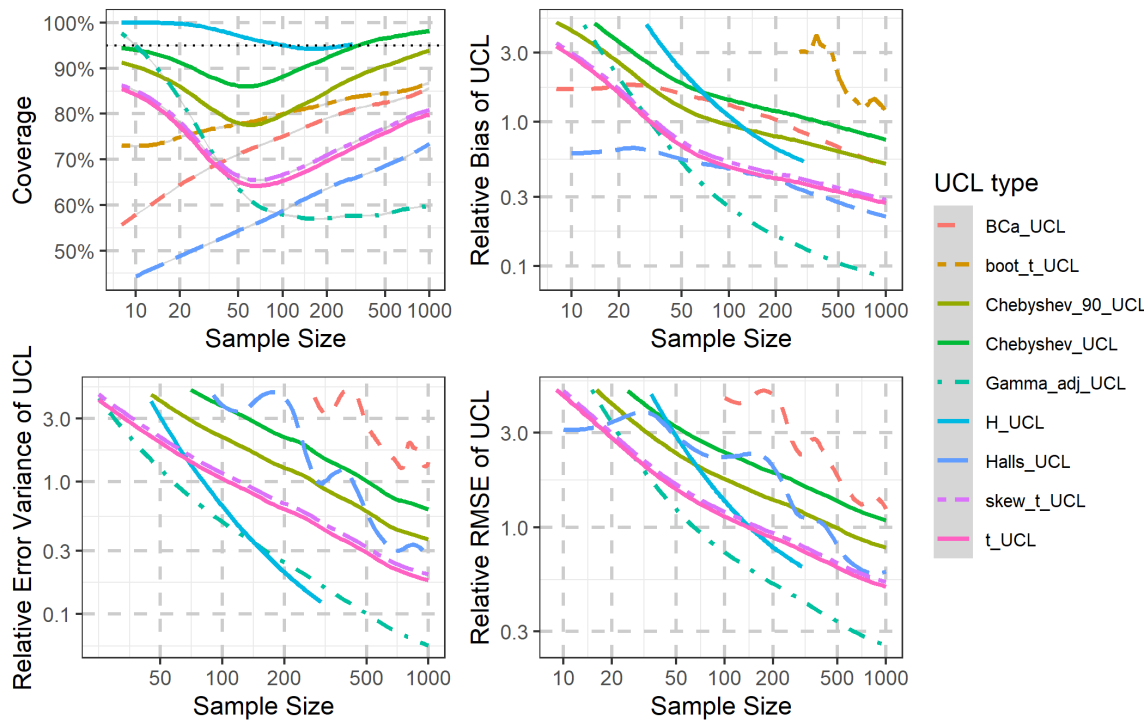 Coverage
100%
90%
80%
70%
60%
50%
10 20 50 100 200 500 1000
Sample Size
Relative Bias of UCL
3.0
1.0
0.3
0.1
10 20 50 100 200 500 1000
Sample Size
Relative Error Variance of UCL
3.0
1.0
0.3
0.1
50 100 200 500 1000
Sample Size
Relative RMSE of UCL
3.0
1.0
0.3
10 20 50 100 200 500 1000
Sample Size
UCL type
BCa_UCL
boot_t_UCL
Chebyshev_90_UCL
Chebyshev_UCL
Gamma_adj_UCL
H_UCL
Halls_UCL
skew_t_UCL
t_UCL